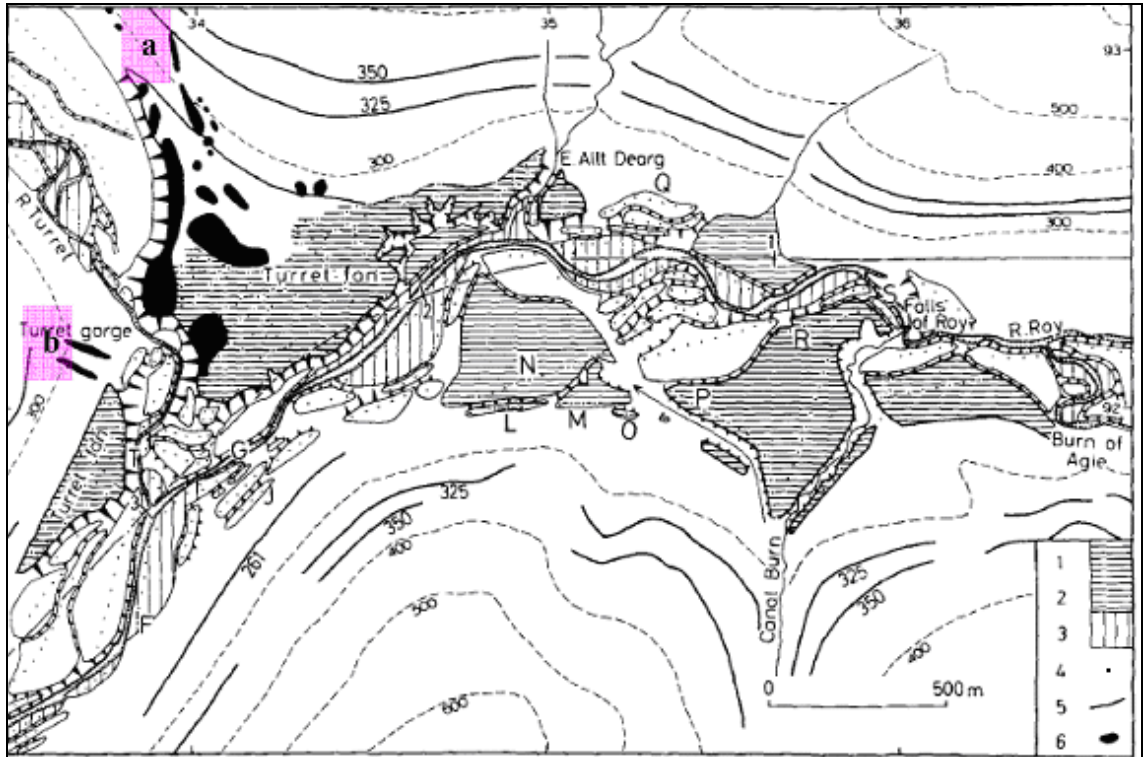 34
35
36
a
93
350
325
500
E. Allt Dearg
300
Q
400
R. Turret
300
Turret fan
1
2
S
Falls of Roy
Turret gorge
R. Roy
b
R
N
300
P
L
M
O
92
Burn of
Agie
Turret fan
G
J
I
325
350
261
400
325
350
1
500
2
Canal Burn
F
3
400
0
500 m
4
600
5
6